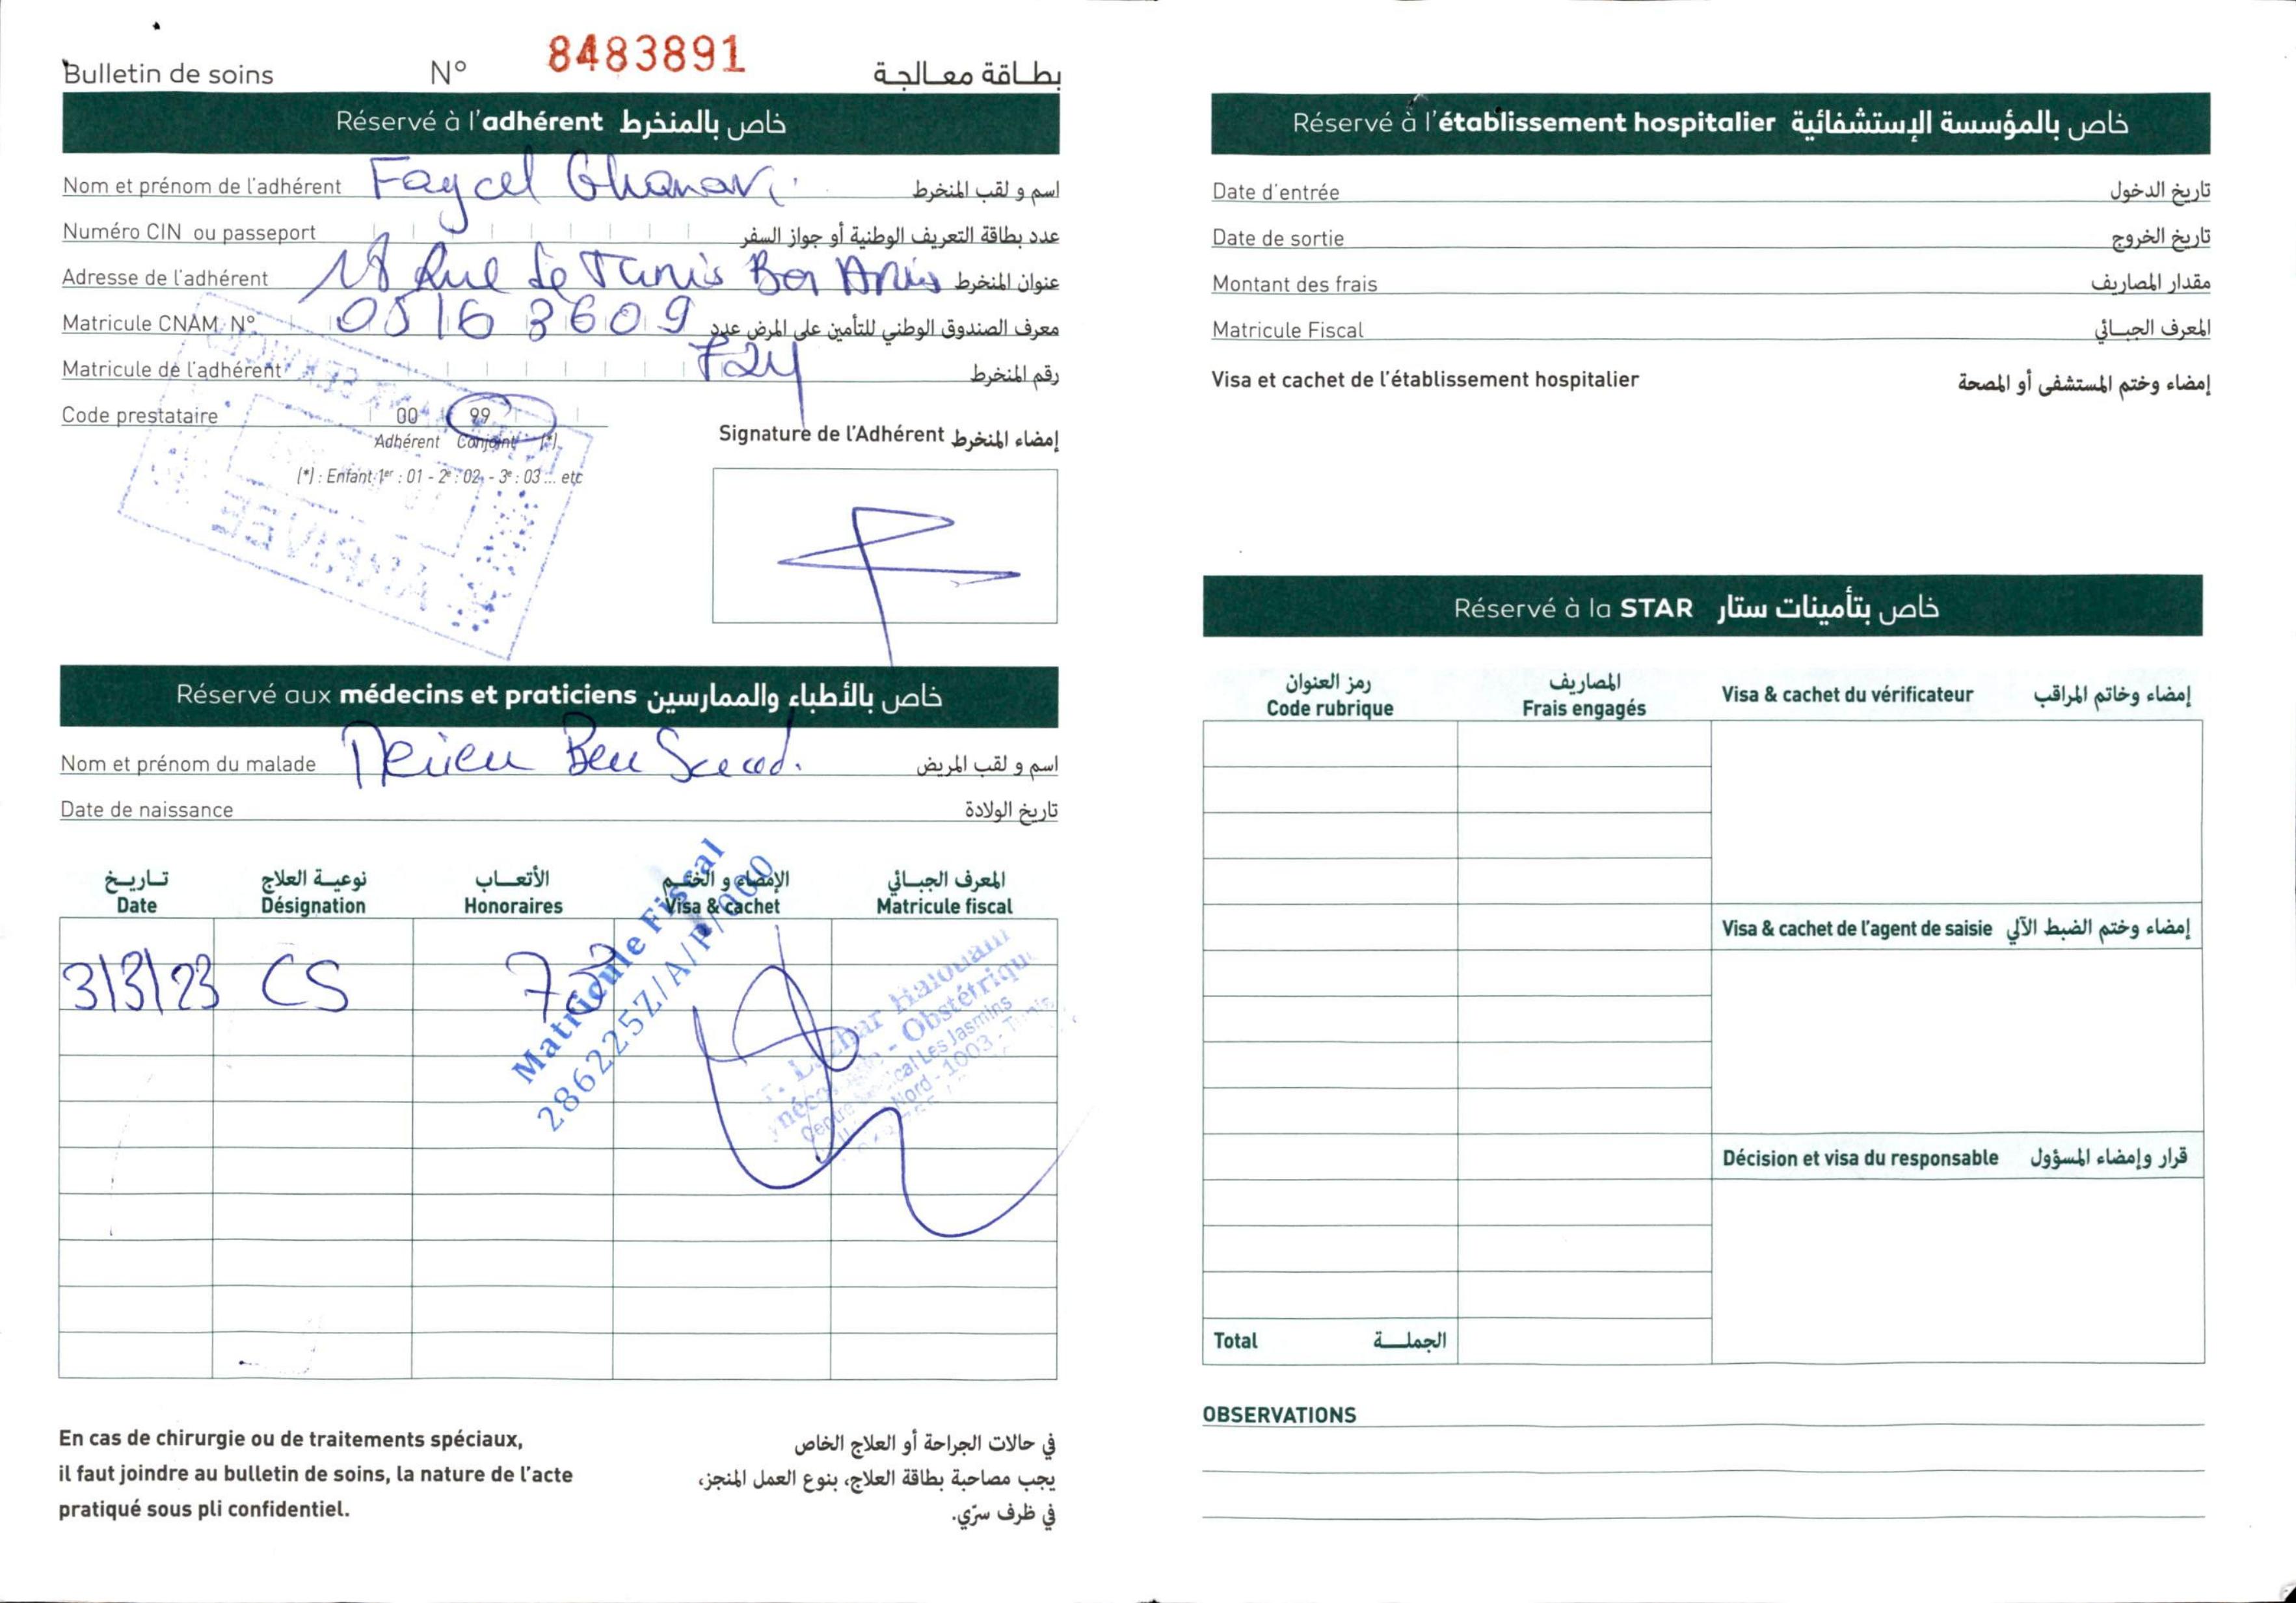 Bulletin de soins N° 8483891 بطاقة معالجة
Réservé à l'adhérent خاص بالمنخرط
Nom et prénom de l'adhérent Fayçel Ghanavi اسم و لقب المنخرط
Numéro CIN ou passeport عدد بطاقة التعريف الوطنية أو جواز السفر
Adresse de l'adhérent 18 Rue de Tunis Ben Arous عنوان المنخرط
Matricule CNAM N° 05163609 معرف الصندوق الوطني للتأمين على المرض عدد
Matricule de l'adhérent 724 رقم المنخرط
Code prestataire 00 99
Adhérent Conjoint (*)
(*) : Enfant 1er : 01 - 2e : 02 - 3e : 03 ... etc
ARRIVEE
Signature de l'Adhérent إمضاء المنخرط
Réservé aux médecins et praticiens خاص بالأطباء والممارسين
Nom et prénom du malade Ben اسم و لقب المريض
Date de naissance تاريخ الولادة
تاريخ نوعية العلاج الأتعاب الإمضاء و الختم المعرف الجبائي
Date Désignation Honoraires Visa & cachet Matricule fiscal
3/3/23 CS 70
Matricule Fiscal
286225Z/A/P/000
Halouani
- Obstétrique
Les Jasmins
Nord - 1003 - Tunis
En cas de chirurgie ou de traitements spéciaux,
il faut joindre au bulletin de soins, la nature de l'acte
pratiqué sous pli confidentiel.
في حالات الجراحة أو العلاج الخاص
يجب مصاحبة بطاقة العلاج، بنوع العمل المنجز،
في ظرف سرّي.
Réservé à l'établissement hospitalier خاص بالمؤسسة الإستشفائية
Date d'entrée تاريخ الدخول
Date de sortie تاريخ الخروج
Montant des frais مقدار المصاريف
Matricule Fiscal المعرف الجبائي
Visa et cachet de l'établissement hospitalier إمضاء وختم المستشفى أو المصحة
Réservé à la STAR خاص بتأمينات ستار
رمز العنوان المصاريف
Code rubrique Frais engagés Visa & cachet du vérificateur إمضاء وخاتم المراقب
Visa & cachet de l'agent de saisie إمضاء وختم الضبط الآلي
Décision et visa du responsable قرار وإمضاء المسؤول
Total الجملة
OBSERVATIONS